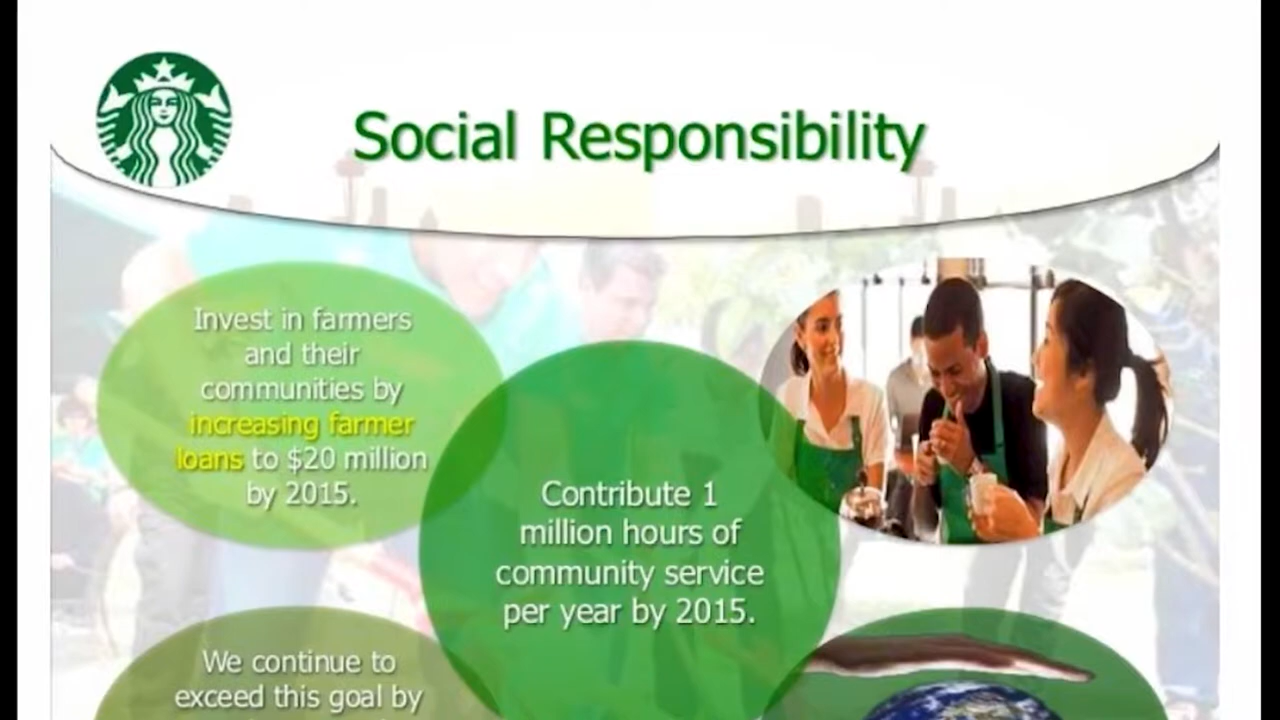 Social Responsibility
Invest in farmers
and their
communities by
increasing farmer
loans to $20 million
by 2015.
Contribute 1
million hours of
community service
per year by 2015.
We continue to
exceed this goal by